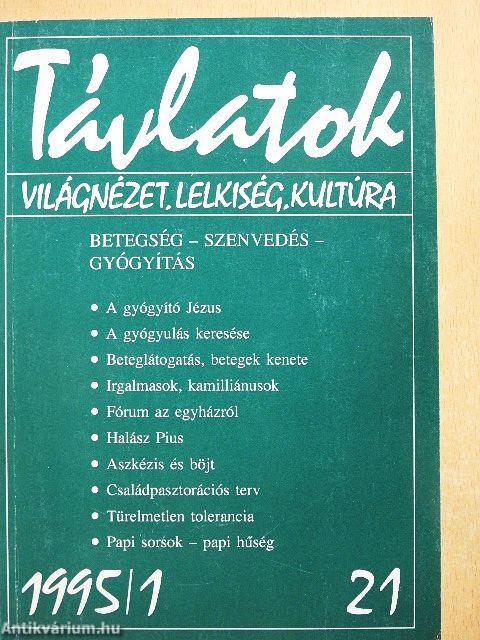 Távlatok
VILÁGNÉZET.LELKISÉG.KULTÚRA
BETEGSÉG – SZENVEDÉS –
GYÓGYÍTÁS
• A gyógyító Jézus
• A gyógyulás keresése
• Beteglátogatás, betegek kenete
• Irgalmasok, kamilliánusok
• Fórum az egyházról
• Halász Pius
• Aszkézis és böjt
• Családpasztorációs terv
• Türelmetlen tolerancia
• Papi sorsok – papi hűség
1995/1 21
Antikvárium.hu